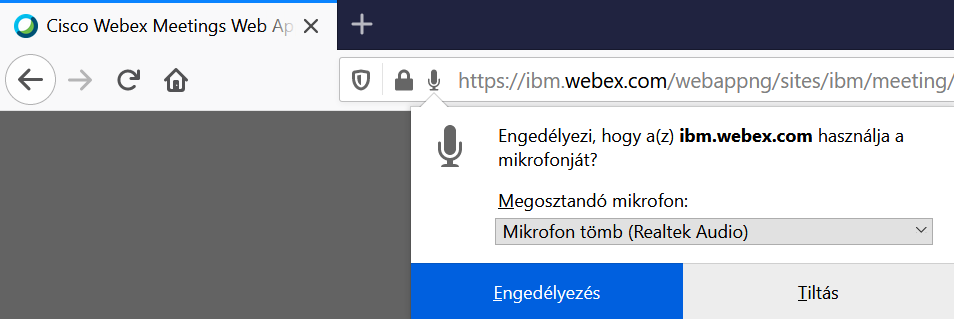 Cisco Webex Meetings Web Ap
https://ibm.webex.com/webappng/sites/ibm/meeting/
Engedélyezi, hogy a(z) ibm.webex.com használja a
mikrofonját?
Megosztandó mikrofon:
Mikrofon tömb (Realtek Audio)
Engedélyezés
Tiltás